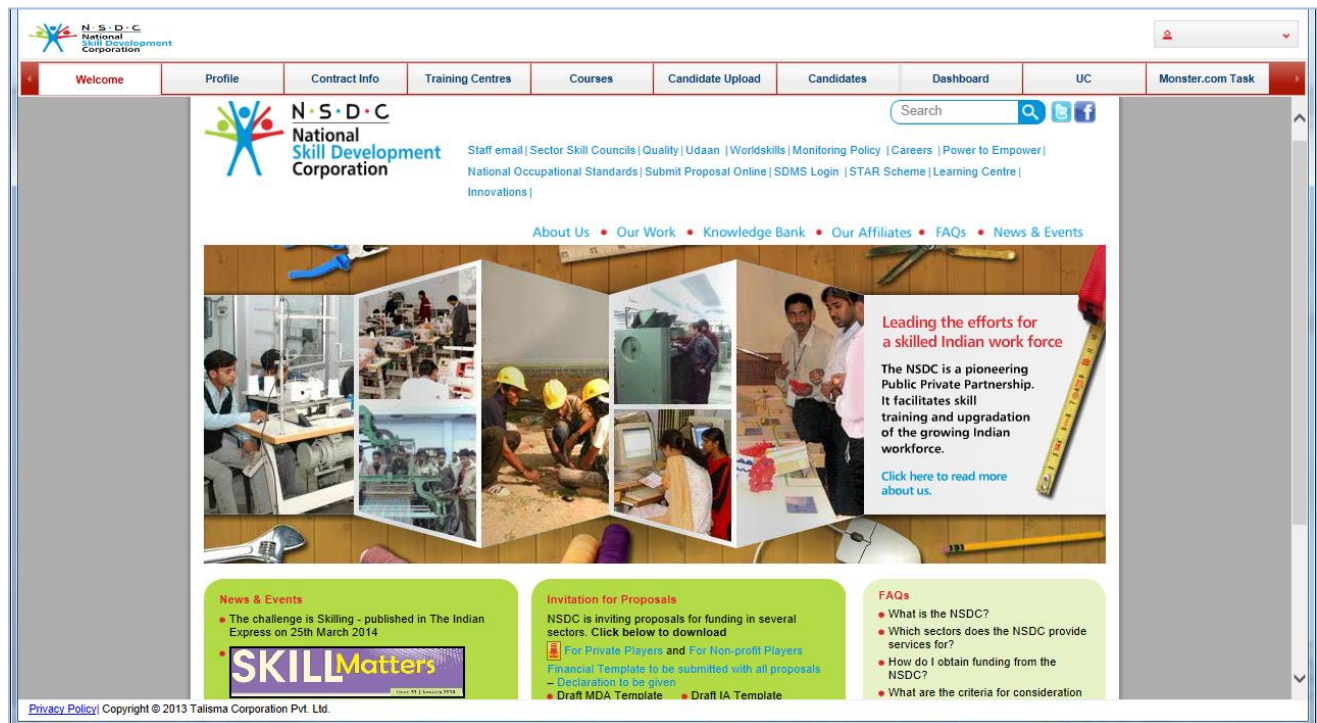 N·S·D·C
National
Skill Development
Corporation
Welcome
Profile
Contract Info
Training Centres
Courses
Candidate Upload
Candidates
Dashboard
UC
Monster.com Task
N·S·D·C
National
Skill Development
Corporation
Search
Staff email | Sector Skill Councils | Quality | Udaan | Worldskills | Monitoring Policy | Careers | Power to Empower |
National Occupational Standards | Submit Proposal Online | SDMS Login | STAR Scheme | Learning Centre |
Innovations |
About Us • Our Work • Knowledge Bank • Our Affiliates • FAQs • News & Events
Leading the efforts for
a skilled Indian work force
The NSDC is a pioneering
Public Private Partnership.
It facilitates skill
training and upgradation
of the growing Indian
workforce.
Click here to read more
about us.
News & Events
• The challenge is Skilling - published in The Indian
Express on 25th March 2014
SKILLMatters
Issue 31 | January 2014
Invitation for Proposals
NSDC is inviting proposals for funding in several
sectors. Click below to download
For Private Players and For Non-profit Players
Financial Template to be submitted with all proposals
– Declaration to be given
• Draft MDA Template • Draft IA Template
FAQs
• What is the NSDC?
• Which sectors does the NSDC provide
services for?
• How do I obtain funding from the
NSDC?
• What are the criteria for consideration
Privacy Policy| Copyright © 2013 Talisma Corporation Pvt. Ltd.